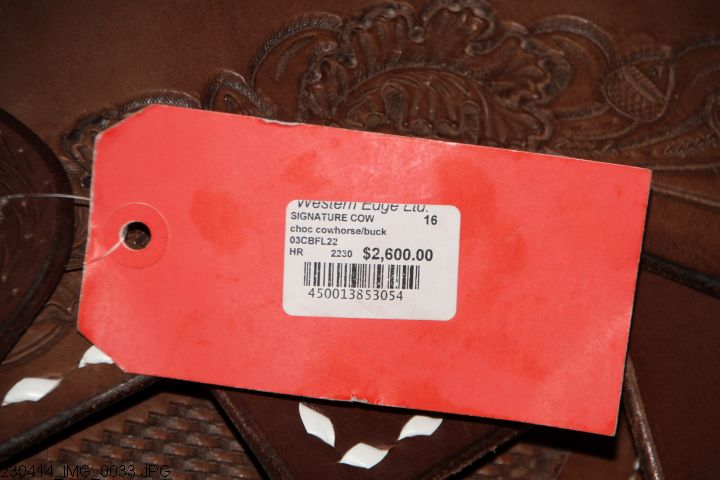 Western Edge Ltd.
SIGNATURE COW 16
choc cowhorse/buck
03CBFL22
HR 2230 $2,600.00
450013853054
230414_IMG_0033.JPG